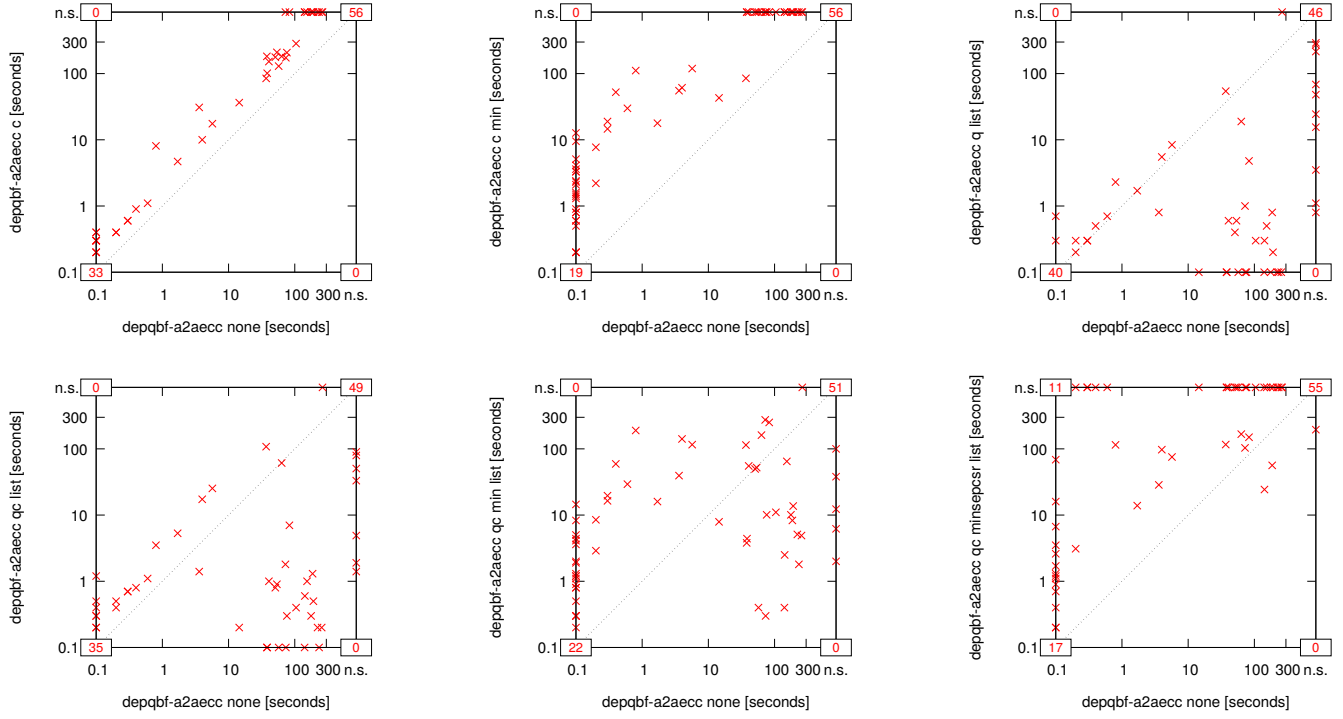 n.s. 0 56
300
100
10
1
0.1 33 0
0.1 1 10 100 300 n.s.
depqbf-a2aecc c [seconds]
depqbf-a2aecc none [seconds]
n.s. 0 56
300
100
10
1
0.1 19 0
0.1 1 10 100 300 n.s.
depqbf-a2aecc c min [seconds]
depqbf-a2aecc none [seconds]
n.s. 0 46
300
100
10
1
0.1 40 0
0.1 1 10 100 300 n.s.
depqbf-a2aecc q list [seconds]
depqbf-a2aecc none [seconds]
n.s. 0 49
300
100
10
1
0.1 35 0
0.1 1 10 100 300 n.s.
depqbf-a2aecc qc list [seconds]
depqbf-a2aecc none [seconds]
n.s. 0 51
300
100
10
1
0.1 22 0
0.1 1 10 100 300 n.s.
depqbf-a2aecc qc min list [seconds]
depqbf-a2aecc none [seconds]
n.s. 11 55
300
100
10
1
0.1 17 0
0.1 1 10 100 300 n.s.
depqbf-a2aecc qc minsepcsr list [seconds]
depqbf-a2aecc none [seconds]